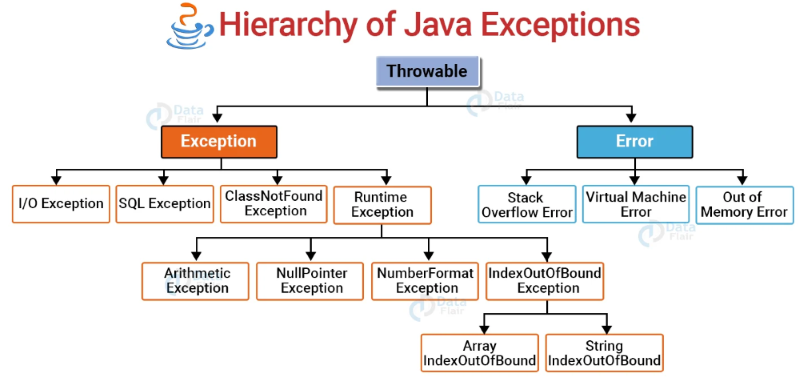 Hierarchy of Java Exceptions
Throwable
Data
Flair
Data
Flair
Exception
Error
I/O Exception
SQL Exception
ClassNotFound
Exception
Runtime
Exception
Stack
Overflow Error
Virtual Machine
Error
Out of
Memory Error
Data
Flair
Arithmetic
Exception
NullPointer
Exception
NumberFormat
Exception
IndexOutOfBound
Exception
Data
Flair
Array
IndexOutOfBound
String
IndexOutOfBound